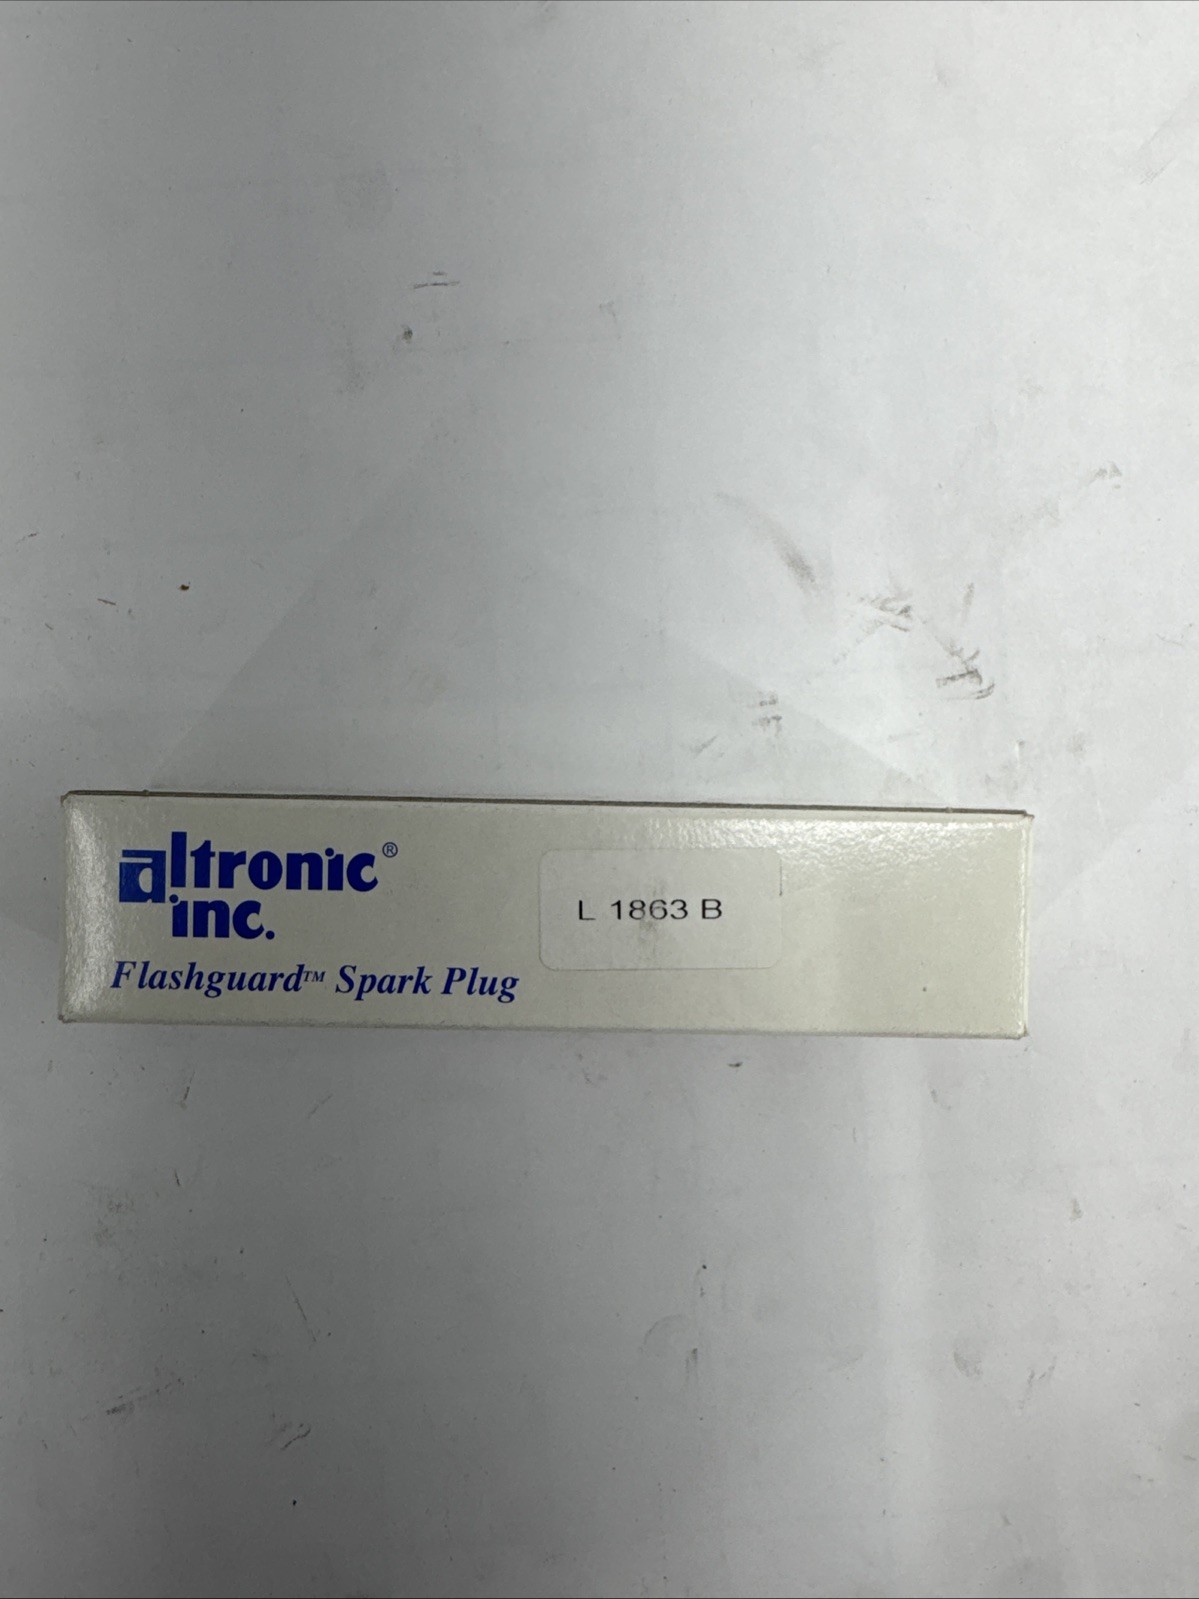 altronic®
inc.
Flashguard™ Spark Plug
L 1863 B